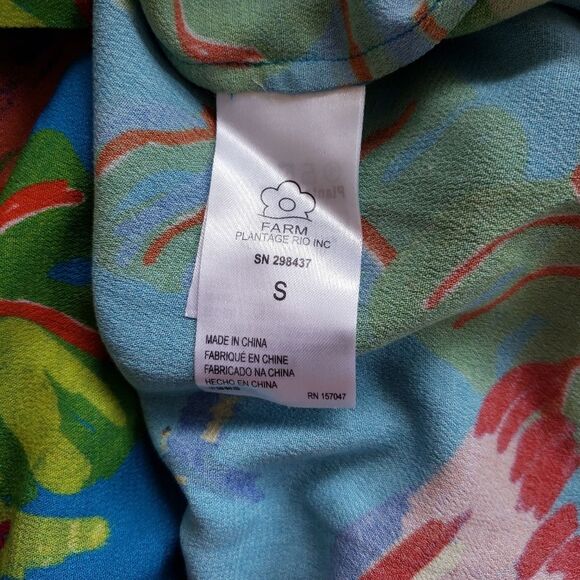 FARM
PLANTAGE RIO INC
SN 298437
S
MADE IN CHINA
FABRIQUÉ EN CHINE
FABRICADO NA CHINA
HECHO EN CHINA
RN 157047